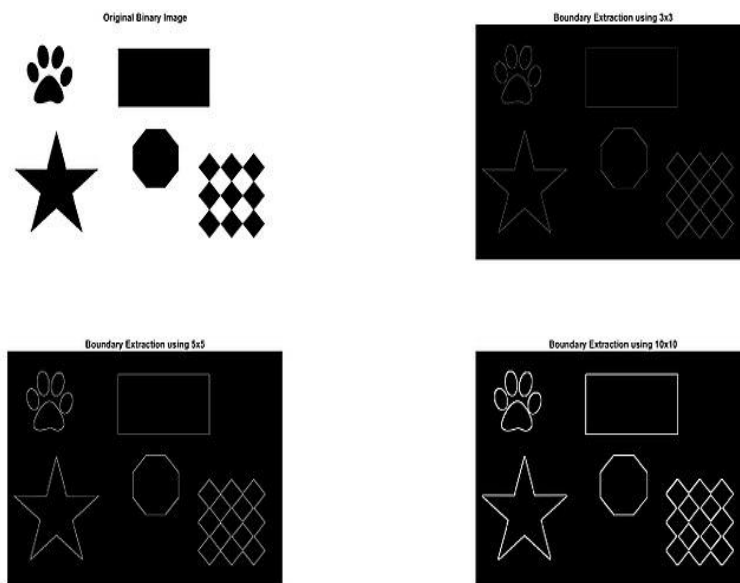 Original Binary Image
Boundary Extraction using 3x3
Boundary Extraction using 5x5
Boundary Extraction using 10x10